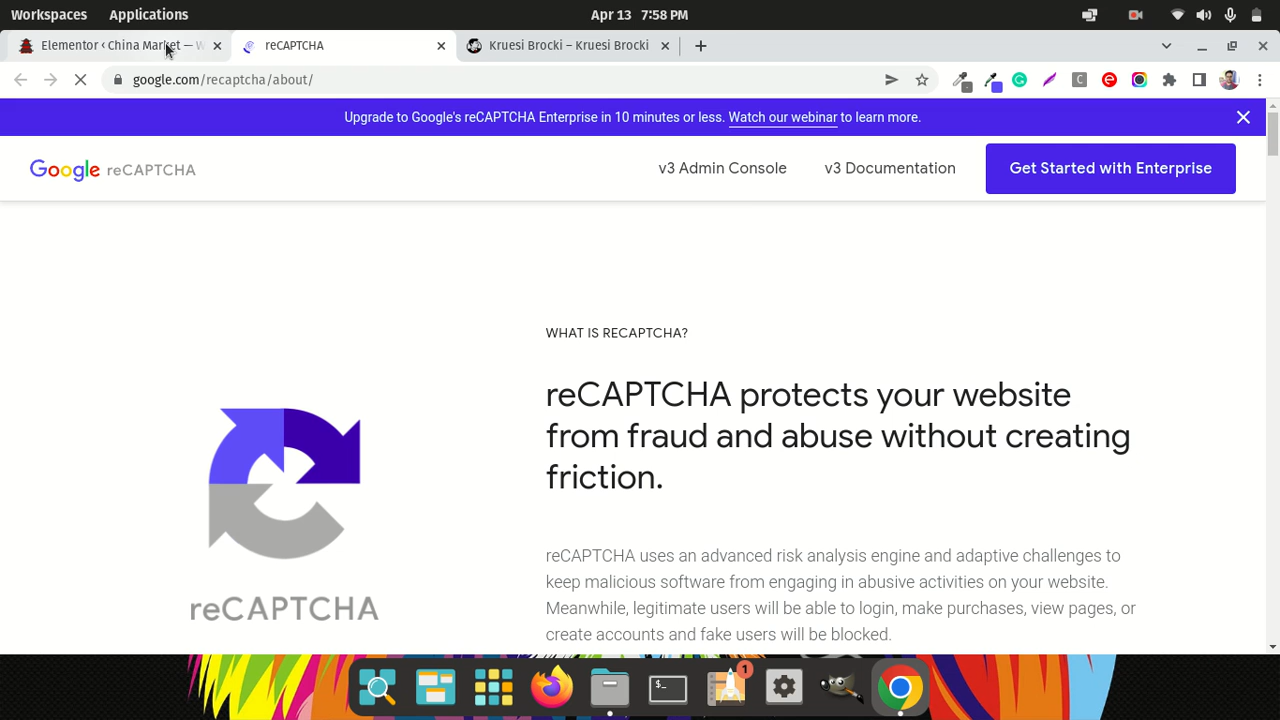 Workspaces Applications Apr 13 7:58 PM
Elementor ‹ China Market — W reCAPTCHA Kruesi Brocki – Kruesi Brocki
google.com/recaptcha/about/
Upgrade to Google's reCAPTCHA Enterprise in 10 minutes or less. Watch our webinar to learn more.
Google reCAPTCHA v3 Admin Console v3 Documentation Get Started with Enterprise
WHAT IS RECAPTCHA?
reCAPTCHA protects your website
from fraud and abuse without creating
friction.
reCAPTCHA uses an advanced risk analysis engine and adaptive challenges to
keep malicious software from engaging in abusive activities on your website.
Meanwhile, legitimate users will be able to login, make purchases, view pages, or
create accounts and fake users will be blocked.
reCAPTCHA
1